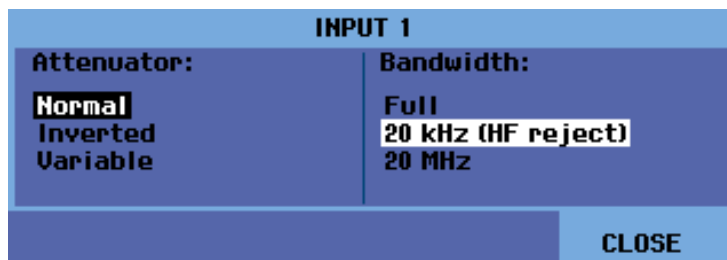 INPUT 1
Attenuator:
Normal
Inverted
Variable
Bandwidth:
Full
20 kHz (HF reject)
20 MHz
CLOSE